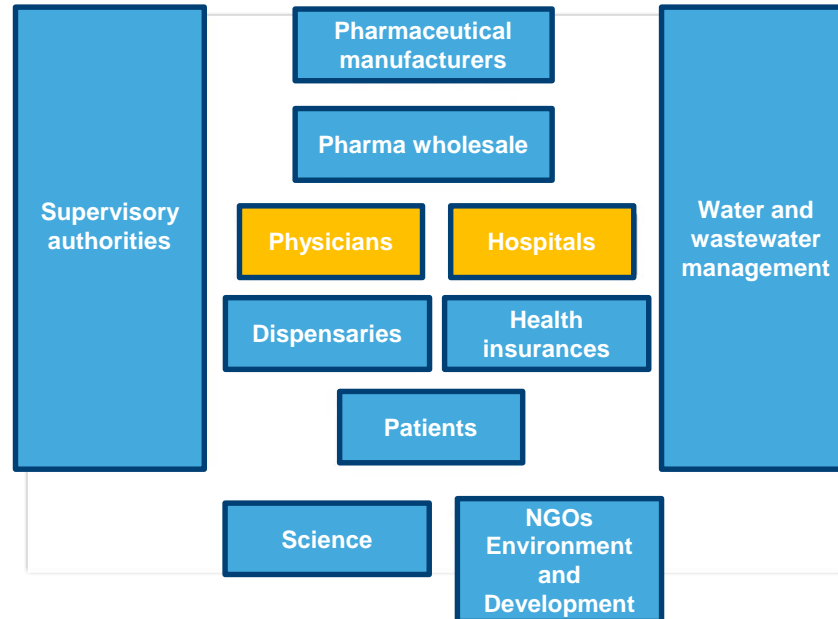 Pharmaceutical
manufacturers
Pharma wholesale
Supervisory
authorities
Physicians
Hospitals
Water and
wastewater
management
Dispensaries
Health
insurances
Patients
Science
NGOs
Environment
and
Development